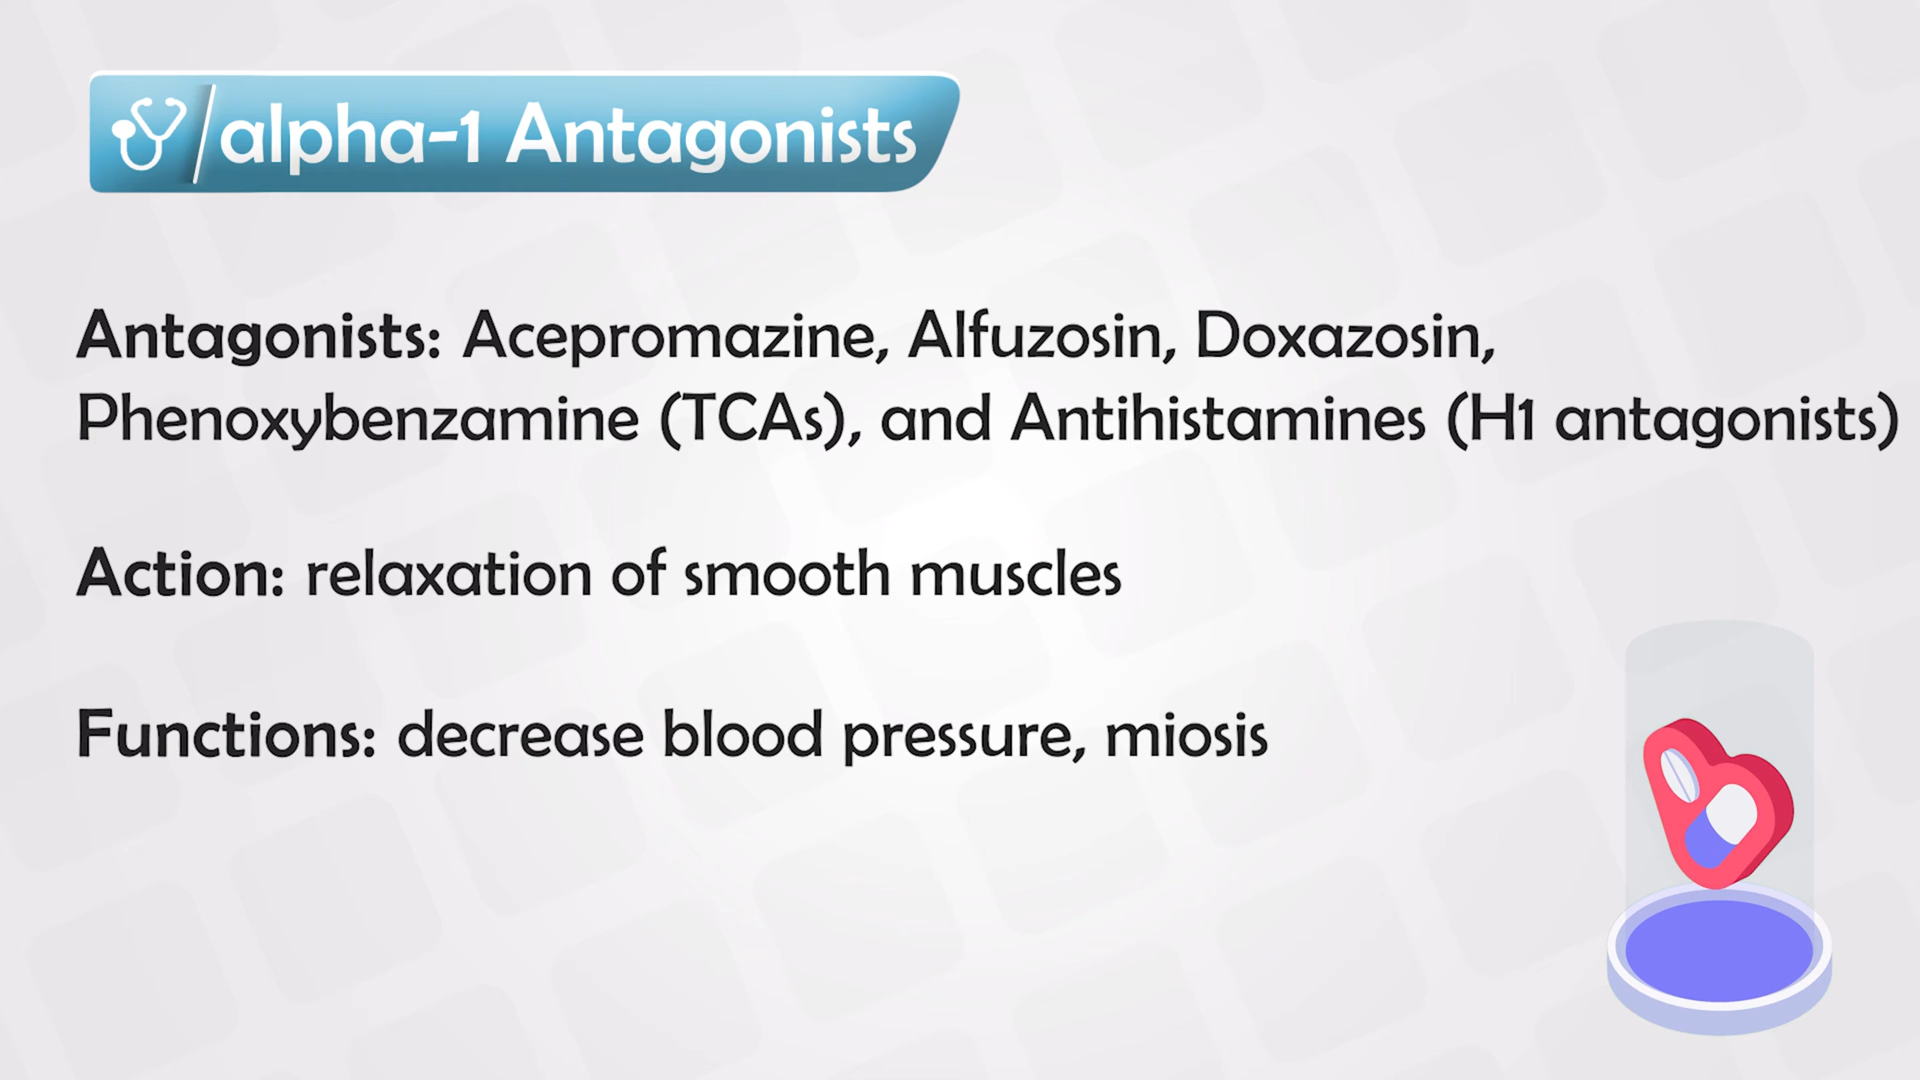 alpha-1 Antagonists
Antagonists: Acepromazine, Alfuzosin, Doxazosin,
Phenoxybenzamine (TCAs), and Antihistamines (H1 antagonists)
Action: relaxation of smooth muscles
Functions: decrease blood pressure, miosis